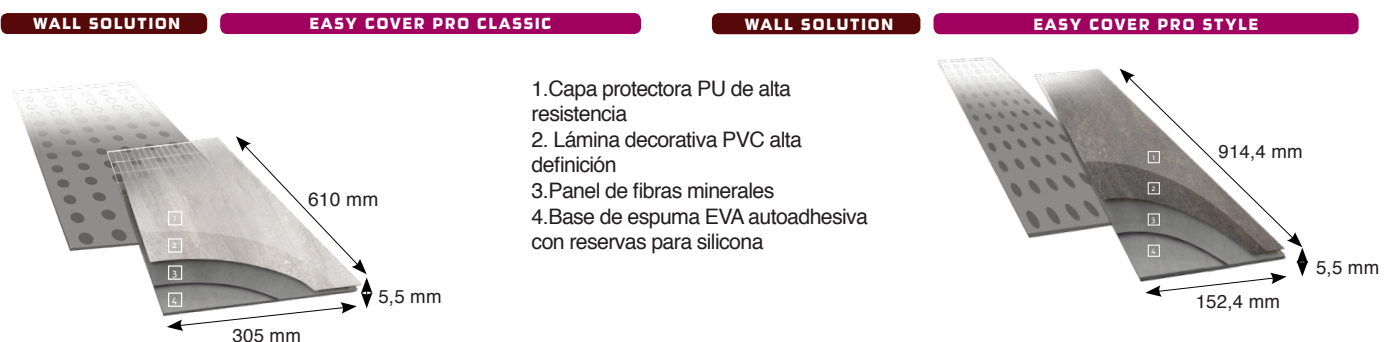 WALL SOLUTION
EASY COVER PRO CLASSIC
WALL SOLUTION
EASY COVER PRO STYLE
1
2
3
4
610 mm
5,5 mm
305 mm
1.Capa protectora PU de alta
resistencia
2. Lámina decorativa PVC alta
definición
3.Panel de fibras minerales
4.Base de espuma EVA autoadhesiva
con reservas para silicona
1
2
3
4
914,4 mm
5,5 mm
152,4 mm